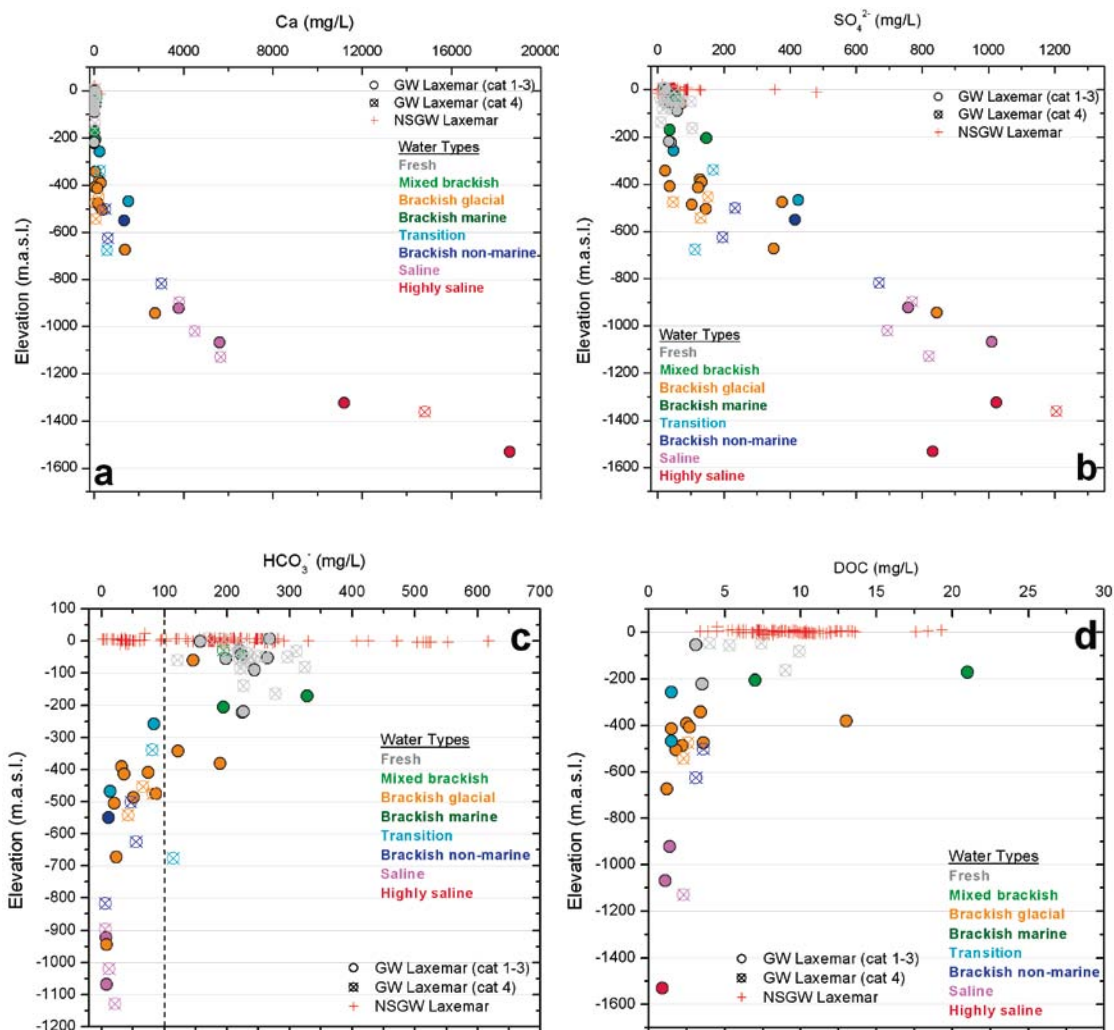 Ca (mg/L)
0 4000 8000 12000 16000 20000
200
0
-200
-400
-600
-800
-1000
-1200
-1400
-1600
Elevation (m.a.s.l.)
GW Laxemar (cat 1-3)
GW Laxemar (cat 4)
NSGW Laxemar
Water Types
Fresh
Mixed brackish
Brackish glacial
Brackish marine
Transition
Brackish non-marine
Saline
Highly saline
a
SO₄²⁻ (mg/L)
0 200 400 600 800 1000 1200
0
-200
-400
-600
-800
-1000
-1200
-1400
-1600
Elevation (m.a.s.l.)
GW Laxemar (cat 1-3)
GW Laxemar (cat 4)
NSGW Laxemar
Water Types
Fresh
Mixed brackish
Brackish glacial
Brackish marine
Transition
Brackish non-marine
Saline
Highly saline
b
HCO₃⁻ (mg/L)
0 100 200 300 400 500 600 700
100
0
-100
-200
-300
-400
-500
-600
-700
-800
-900
-1000
-1100
-1200
Elevation (m.a.s.l.)
c
Water Types
Fresh
Mixed brackish
Brackish glacial
Brackish marine
Transition
Brackish non-marine
Saline
Highly saline
GW Laxemar (cat 1-3)
GW Laxemar (cat 4)
NSGW Laxemar
DOC (mg/L)
0 5 10 15 20 25 30
0
-200
-400
-600
-800
-1000
-1200
-1400
-1600
Elevation (m.a.s.l.)
d
Water Types
Fresh
Mixed brackish
Brackish glacial
Brackish marine
Transition
Brackish non-marine
Saline
Highly saline
GW Laxemar (cat 1-3)
GW Laxemar (cat 4)
NSGW Laxemar